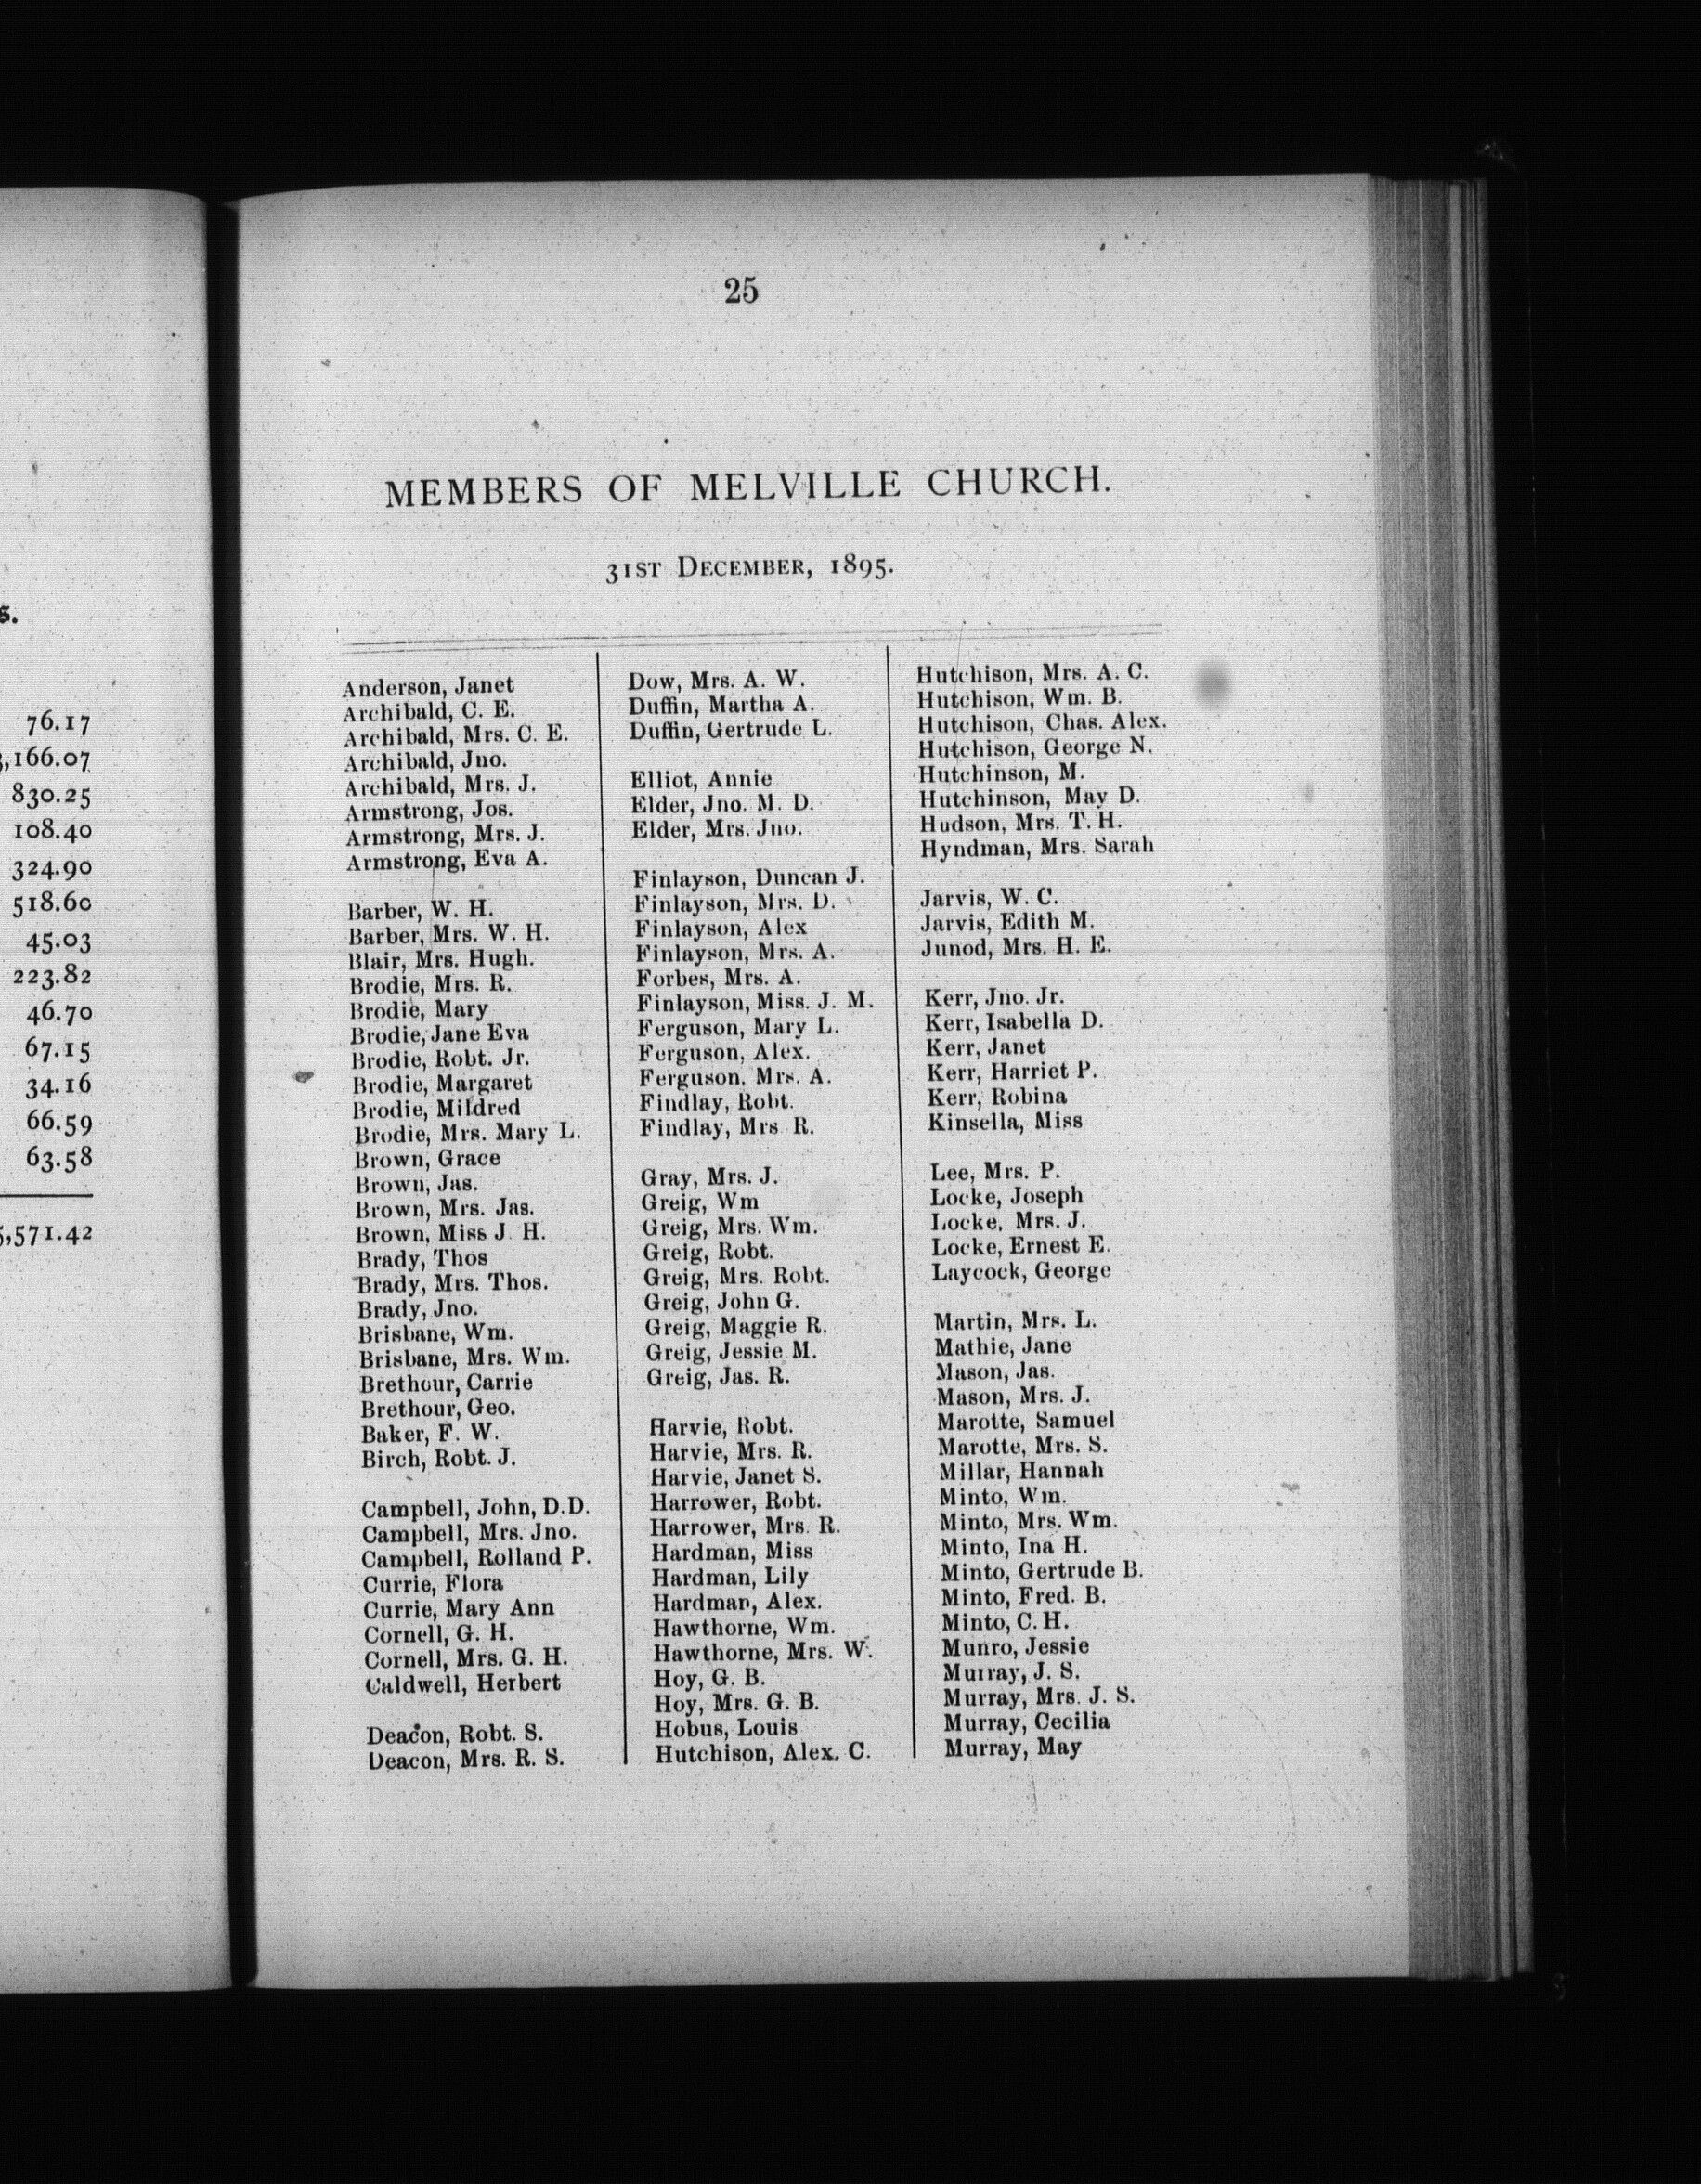 s.
76.17
,166.07
830.25
108.40
324.90
518.60
45.03
223.82
46.70
67.15
34.16
66.59
63.58
5,571.42
25
MEMBERS OF MELVILLE CHURCH.
31ST DECEMBER, 1895.
Anderson, Janet
Archibald, C. E.
Archibald, Mrs. C. E.
Archibald, Jno.
Archibald, Mrs. J.
Armstrong, Jos.
Armstrong, Mrs. J.
Armstrong, Eva A.
Barber, W. H.
Barber, Mrs. W. H.
Blair, Mrs. Hugh.
Brodie, Mrs. R.
Brodie, Mary
Brodie, Jane Eva
Brodie, Robt. Jr.
Brodie, Margaret
Brodie, Mildred
Brodie, Mrs. Mary L.
Brown, Grace
Brown, Jas.
Brown, Mrs. Jas.
Brown, Miss J. H.
Brady, Thos
Brady, Mrs. Thos.
Brady, Jno.
Brisbane, Wm.
Brisbane, Mrs. Wm.
Brethour, Carrie
Brethour, Geo.
Baker, F. W.
Birch, Robt. J.
Campbell, John, D.D.
Campbell, Mrs. Jno.
Campbell, Rolland P.
Currie, Flora
Currie, Mary Ann
Cornell, G. H.
Cornell, Mrs. G. H.
Caldwell, Herbert
Deacon, Robt. S.
Deacon, Mrs. R. S.
Dow, Mrs. A. W.
Duffin, Martha A.
Duffin, Gertrude L.
Elliot, Annie
Elder, Jno. M. D.
Elder, Mrs. Jno.
Finlayson, Duncan J.
Finlayson, Mrs. D.
Finlayson, Alex
Finlayson, Mrs. A.
Forbes, Mrs. A.
Finlayson, Miss. J. M.
Ferguson, Mary L.
Ferguson, Alex.
Ferguson. Mrs. A.
Findlay, Robt.
Findlay, Mrs R.
Gray, Mrs. J.
Greig, Wm
Greig, Mrs. Wm.
Greig, Robt.
Greig, Mrs. Robt.
Greig, John G.
Greig, Maggie R.
Greig, Jessie M.
Greig, Jas. R.
Harvie, Robt.
Harvie, Mrs. R.
Harvie, Janet S.
Harrower, Robt.
Harrower, Mrs. R.
Hardman, Miss
Hardman, Lily
Hardman, Alex.
Hawthorne, Wm.
Hawthorne, Mrs. W.
Hoy, G. B.
Hoy, Mrs. G. B.
Hobus, Louis
Hutchison, Alex. C.
Hutchison, Mrs. A. C.
Hutchison, Wm. B.
Hutchison, Chas. Alex.
Hutchison, George N.
Hutchinson, M.
Hutchinson, May D.
Hudson, Mrs. T. H.
Hyndman, Mrs. Sarah
Jarvis, W. C.
Jarvis, Edith M.
Junod, Mrs. H. E.
Kerr, Jno. Jr.
Kerr, Isabella D.
Kerr, Janet
Kerr, Harriet P.
Kerr, Robina
Kinsella, Miss
Lee, Mrs. P.
Locke, Joseph
Locke, Mrs. J.
Locke, Ernest E.
Laycock, George
Martin, Mrs. L.
Mathie, Jane
Mason, Jas.
Mason, Mrs. J.
Marotte, Samuel
Marotte, Mrs. S.
Millar, Hannah
Minto, Wm.
Minto, Mrs. Wm.
Minto, Ina H.
Minto, Gertrude B.
Minto, Fred. B.
Minto, C. H.
Munro, Jessie
Murray, J. S.
Murray, Mrs. J. S.
Murray, Cecilia
Murray, May